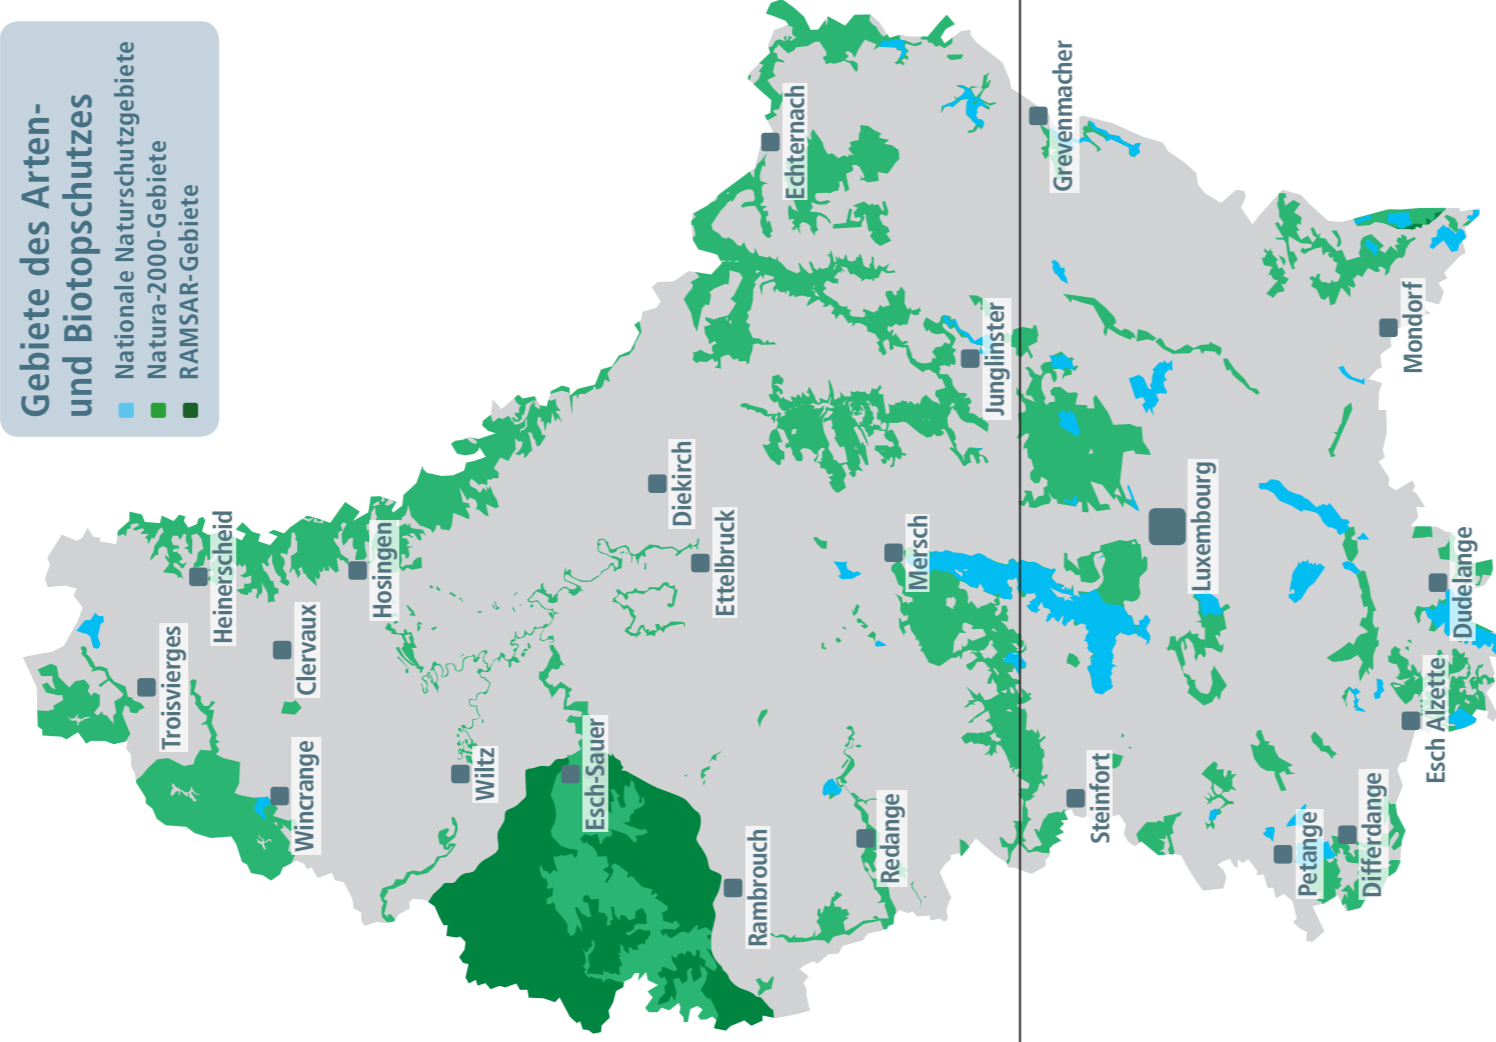 Gebiete des Arten-
und Biotopschutzes
Nationale Naturschutzgebiete
Natura-2000-Gebiete
RAMSAR-Gebiete
Troisvierges
Heinerscheid
Wincrange
Clervaux
Hosingen
Wiltz
Esch-Sauer
Diekirch
Ettelbruck
Rambrouch
Echternach
Redange
Mersch
Junglinster
Grevenmacher
Steinfort
Luxembourg
Petange
Differdange
Mondorf
Esch Alzette
Dudelange